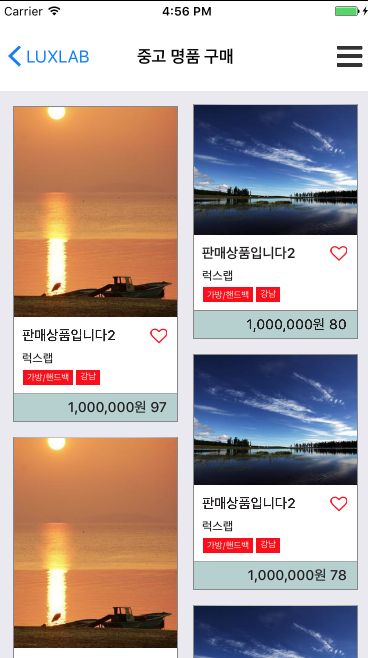 Carrier 4:56 PM
LUXLAB 중고 명품 구매
판매상품입니다2
럭스랩
가방/핸드백 강남
1,000,000원 97
판매상품입니다2
럭스랩
가방/핸드백 강남
1,000,000원 80
판매상품입니다2
럭스랩
가방/핸드백 강남
1,000,000원 78